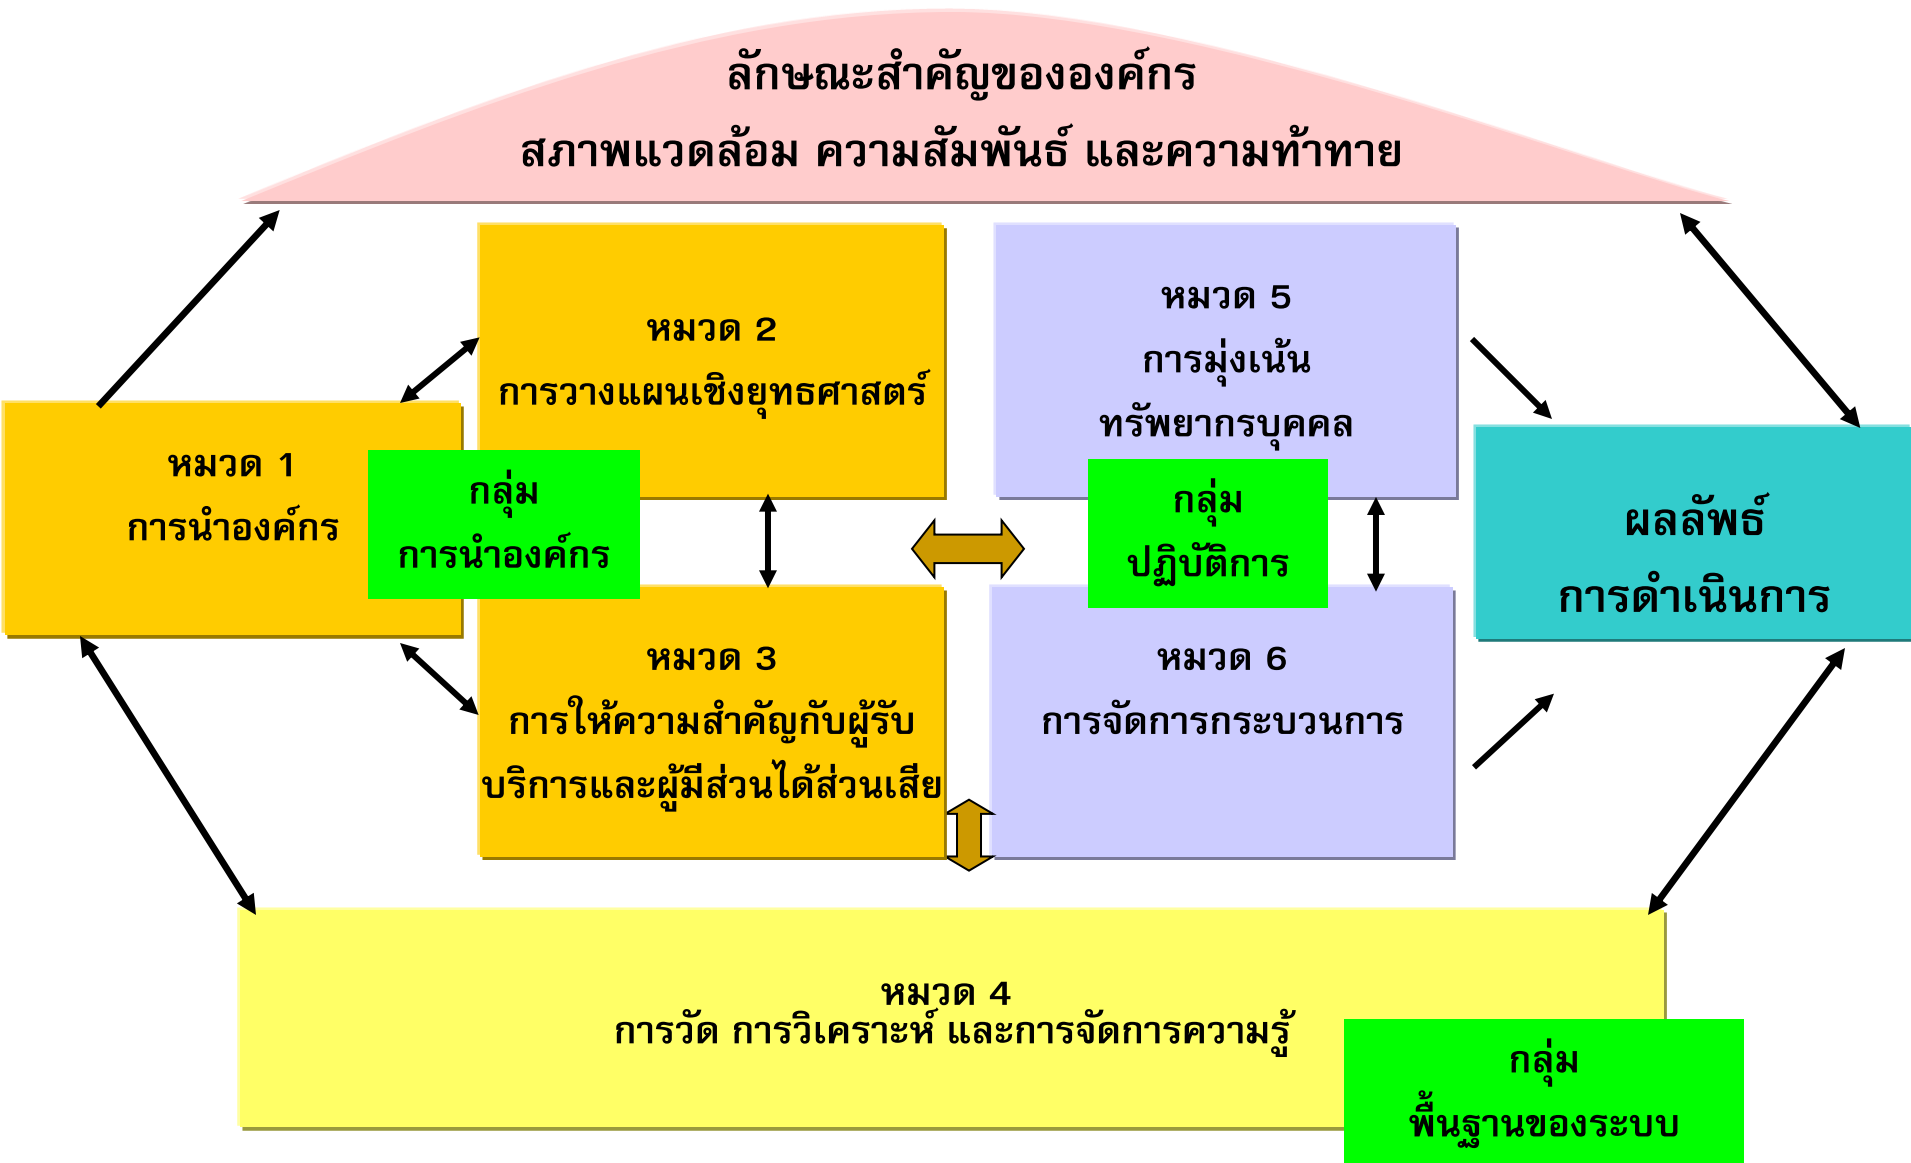 ลักษณะสำคัญขององค์กร
สภาพแวดล้อม ความสัมพันธ์ และความท้าทาย
หมวด 2
การวางแผนเชิงยุทธศาสตร์
หมวด 5
การมุ่งเน้น
ทรัพยากรบุคคล
หมวด 1
การนำองค์กร
กลุ่ม
การนำองค์กร
กลุ่ม
ปฏิบัติการ
ผลลัพธ์
การดำเนินการ
หมวด 3
การให้ความสำคัญกับผู้รับ
บริการและผู้มีส่วนได้ส่วนเสีย
หมวด 6
การจัดการกระบวนการ
หมวด 4
การวัด การวิเคราะห์ และการจัดการความรู้
กลุ่ม
พื้นฐานของระบบ